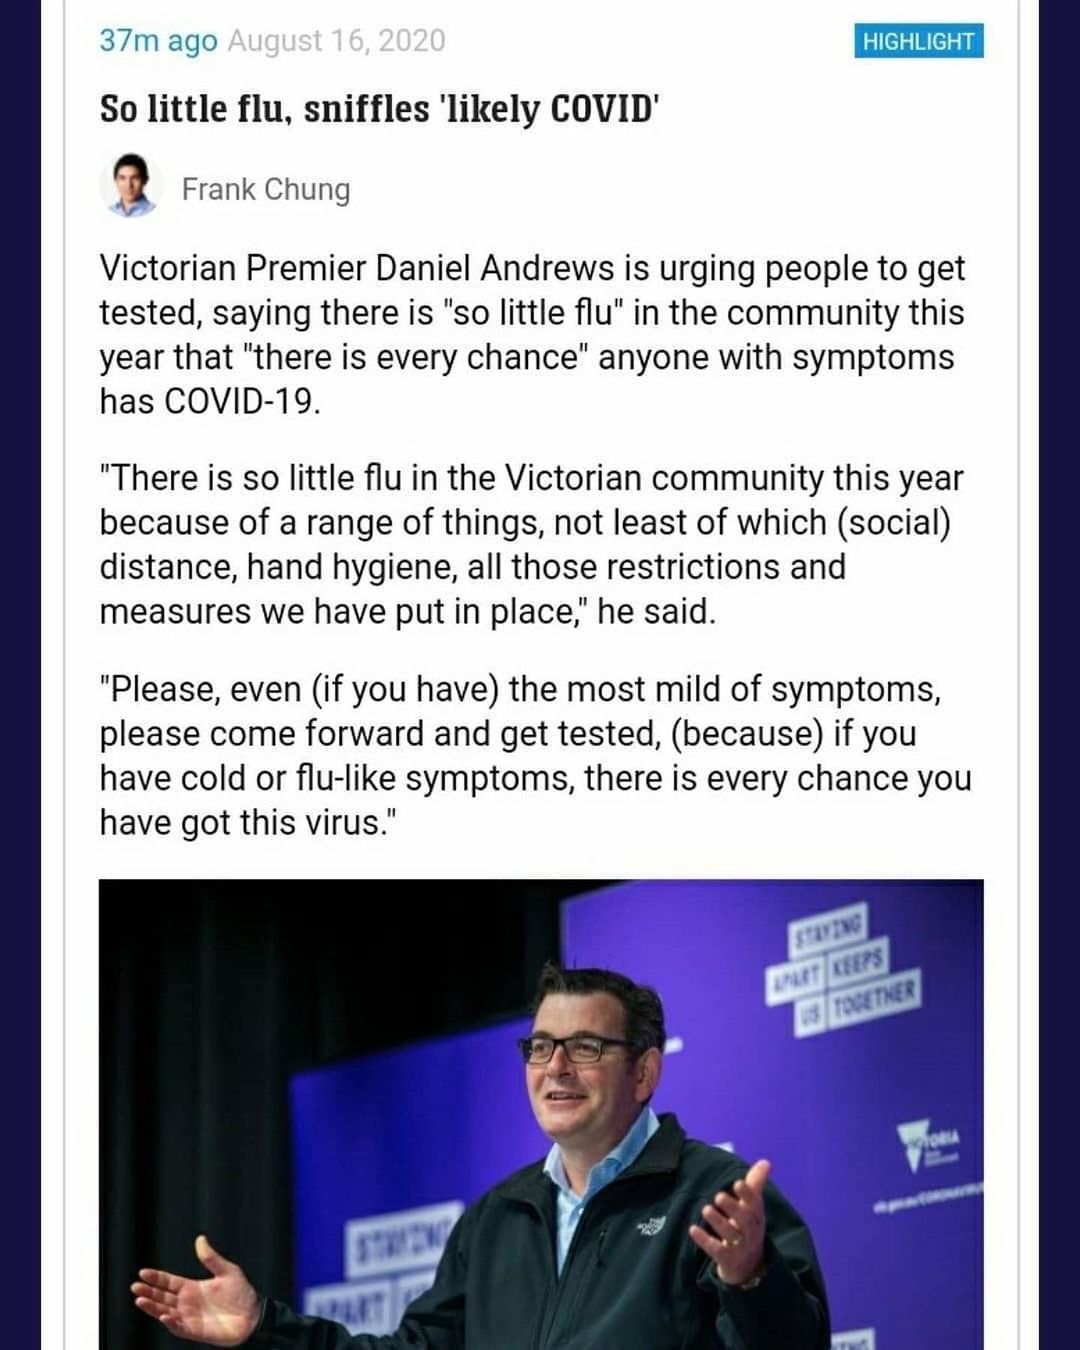 37m ago August 16, 2020
HIGHLIGHT
So little flu, sniffles 'likely COVID'
Frank Chung
Victorian Premier Daniel Andrews is urging people to get
tested, saying there is "so little flu" in the community this
year that "there is every chance" anyone with symptoms
has COVID-19.
"There is so little flu in the Victorian community this year
because of a range of things, not least of which (social)
distance, hand hygiene, all those restrictions and
measures we have put in place," he said.
"Please, even (if you have) the most mild of symptoms,
please come forward and get tested, (because) if you
have cold or flu-like symptoms, there is every chance you
have got this virus."
STAYING
APART KEEPS
US TOGETHER
VICTORIA
THE NORTH FACE
STAYING
APART